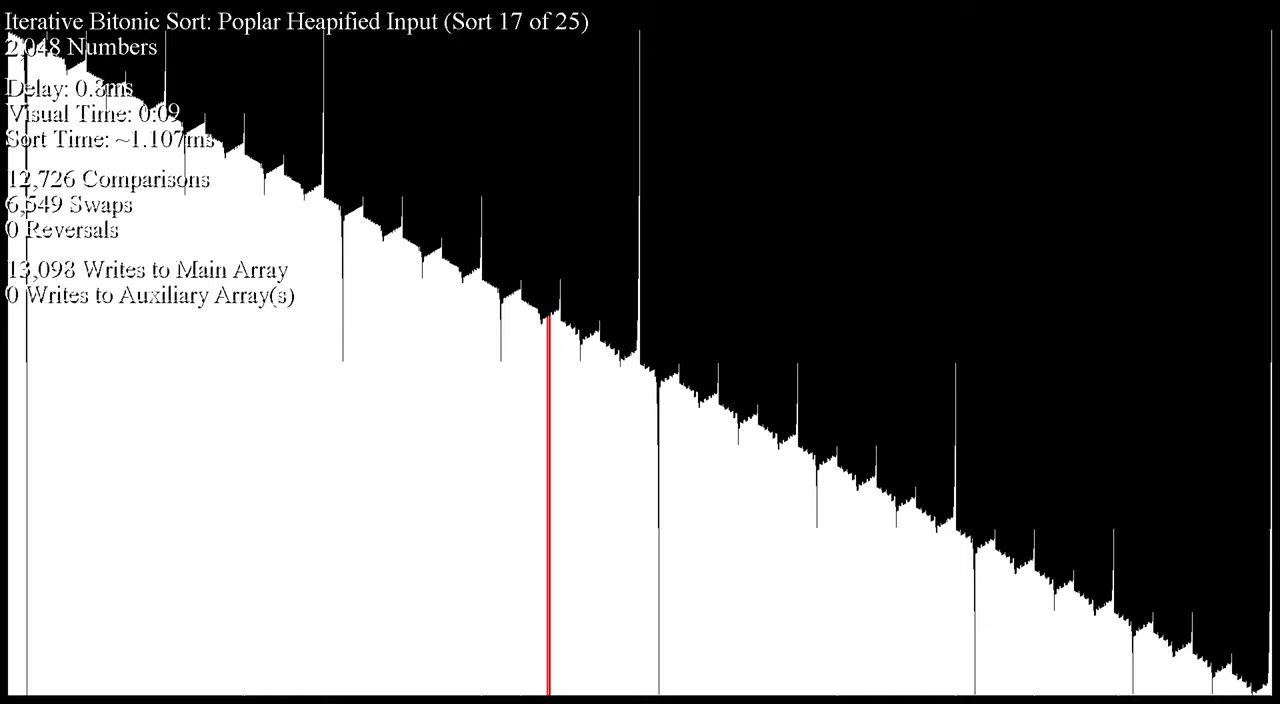 Iterative Bitonic Sort: Poplar Heapified Input (Sort 17 of 25)
2,048 Numbers
Delay: 0.8ms
Visual Time: 0:09
Sort Time: ~1.107ms
12,726 Comparisons
6,549 Swaps
0 Reversals
13,098 Writes to Main Array
0 Writes to Auxiliary Array(s)